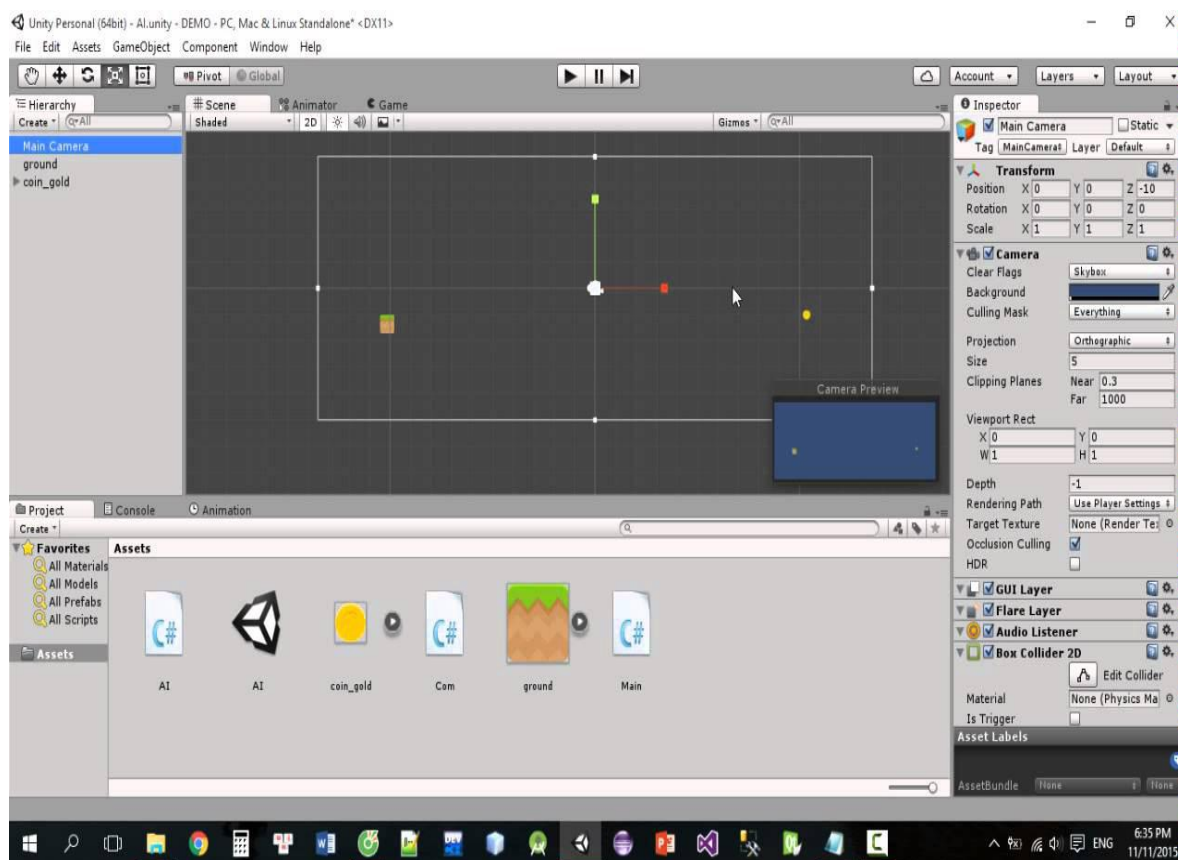 Unity Personal (64bit) - AI.unity - DEMO - PC, Mac & Linux Standalone* <DX11>
File Edit Assets GameObject Component Window Help
Pivot Global
Account Layers Layout
Hierarchy
Create All
Main Camera
ground
coin_gold
Scene Animator Game
Shaded 2D Gizmos All
Camera Preview
Inspector
Main Camera Static
Tag MainCamera Layer Default
Transform
Position X 0 Y 0 Z -10
Rotation X 0 Y 0 Z 0
Scale X 1 Y 1 Z 1
Camera
Clear Flags Skybox
Background
Culling Mask Everything
Projection Orthographic
Size 5
Clipping Planes Near 0.3
Far 1000
Viewport Rect
X 0 Y 0
W 1 H 1
Depth -1
Rendering Path Use Player Settings
Target Texture None (Render Te
Occlusion Culling
HDR
GUI Layer
Flare Layer
Audio Listener
Box Collider 2D
Edit Collider
Material None (Physics Ma
Is Trigger
Asset Labels
AssetBundle None None
Project Console Animation
Create
Favorites
All Materials
All Models
All Prefabs
All Scripts
Assets
Assets
C# C# C#
AI AI coin_gold Com ground Main
ENG
6:35 PM
11/11/2015